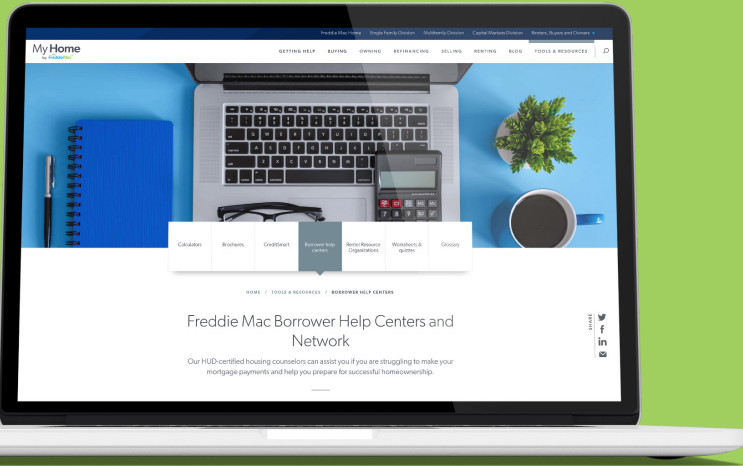 Freddie Mac Home Single Family Division Multifamily Division Capital Markets Division Renters, Buyers and Owners
My Home
by Freddie Mac
GETTING HELP BUYING OWNING REFINANCING SELLING RENTING BLOG TOOLS & RESOURCES
Q W E R T Y U I O P
A S D F G H J K L
Z X C V B N M
7 8 9
Calculators
Brochures
CreditSmart
Borrower help
centers
Renter Resource
Organizations
Worksheets &
quizzes
Glossary
HOME / TOOLS & RESOURCES / BORROWER HELP CENTERS
SHARE
Freddie Mac Borrower Help Centers and
Network
Our HUD-certified housing counselors can assist you if you are struggling to make your
mortgage payments and help you prepare for successful homeownership.